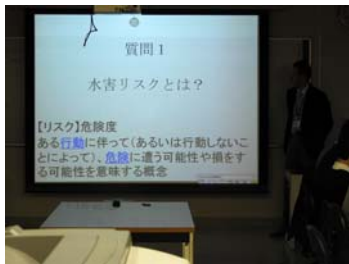 質問1
水害リスクとは?
【リスク】危険度
ある行動に伴って(あるいは行動しないこ
とによって)、危険に遭う可能性や損をす
る可能性を意味する概念